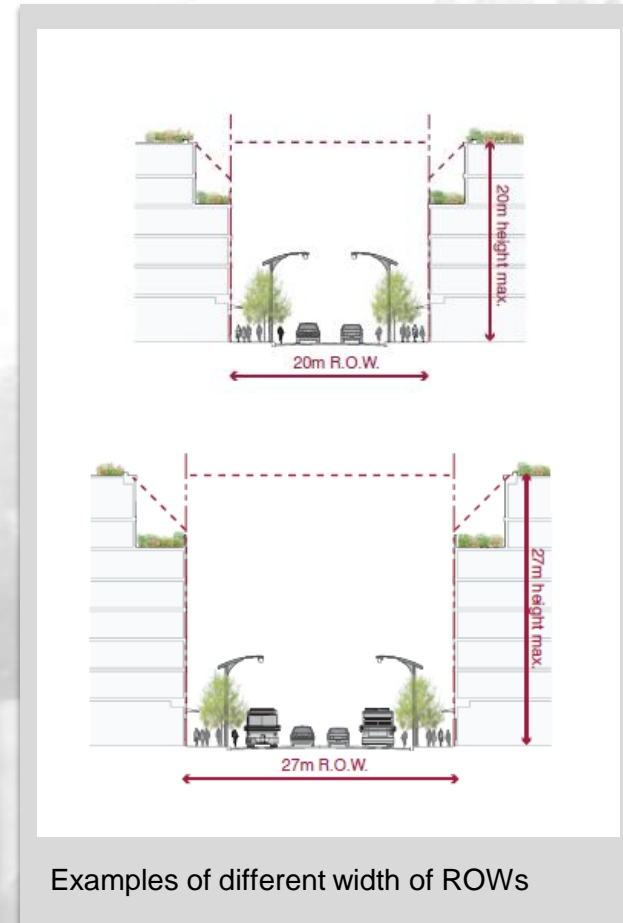 20m height max.
20m R.O.W.
27m height max.
27m R.O.W.
Examples of different width of ROWs